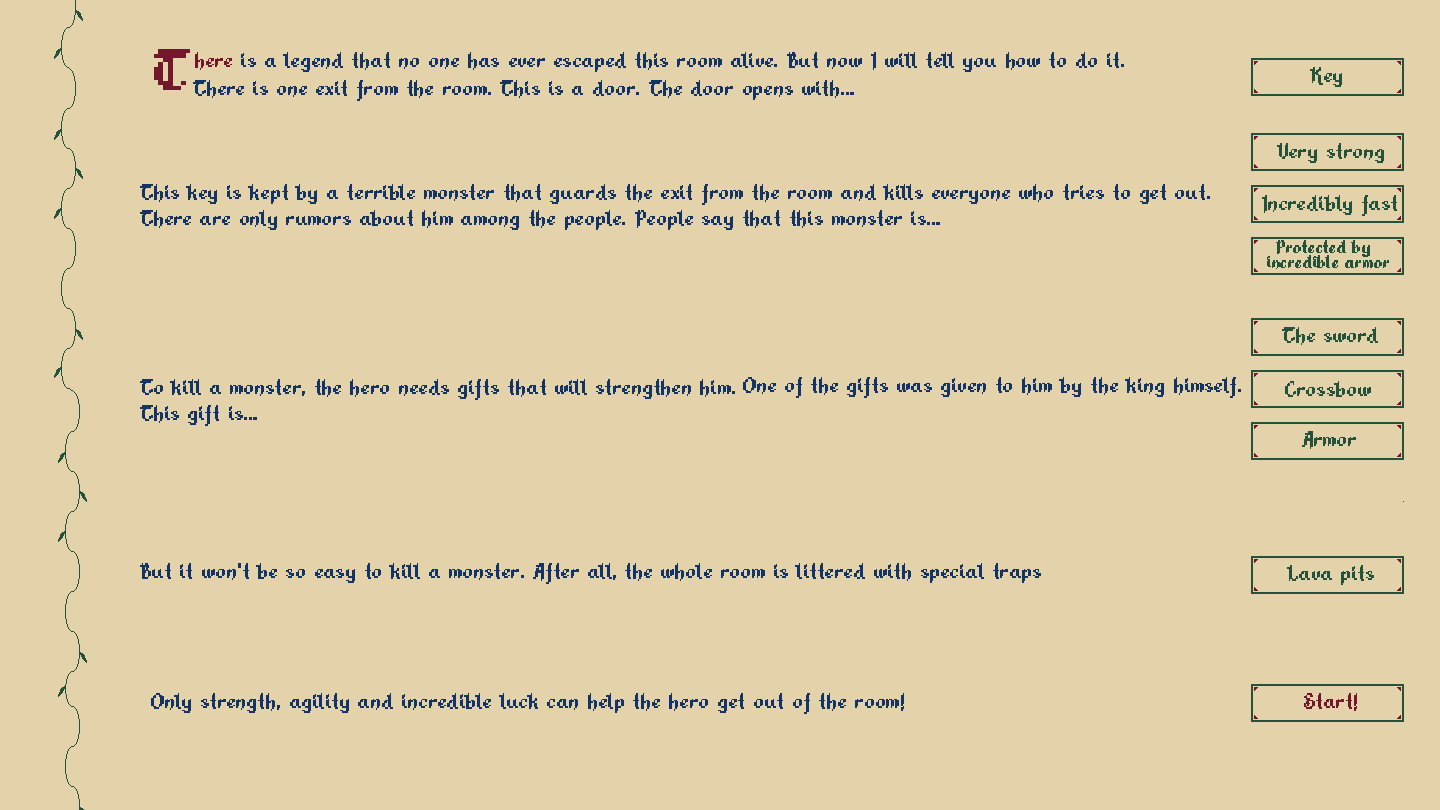 There is a legend that no one has ever escaped this room alive. But now I will tell you how to do it.
There is one exit from the room. This is a door. The door opens with...
Key
Very strong
This key is kept by a terrible monster that guards the exit from the room and kills everyone who tries to get out.
There are only rumors about him among the people. People say that this monster is...
Incredibly fast
Protected by
incredible armor
The sword
To kill a monster, the hero needs gifts that will strengthen him. One of the gifts was given to him by the king himself.
This gift is...
Crossbow
Armor
But it won't be so easy to kill a monster. After all, the whole room is littered with special traps
Lava pits
Only strength, agility and incredible luck can help the hero get out of the room!
Start!